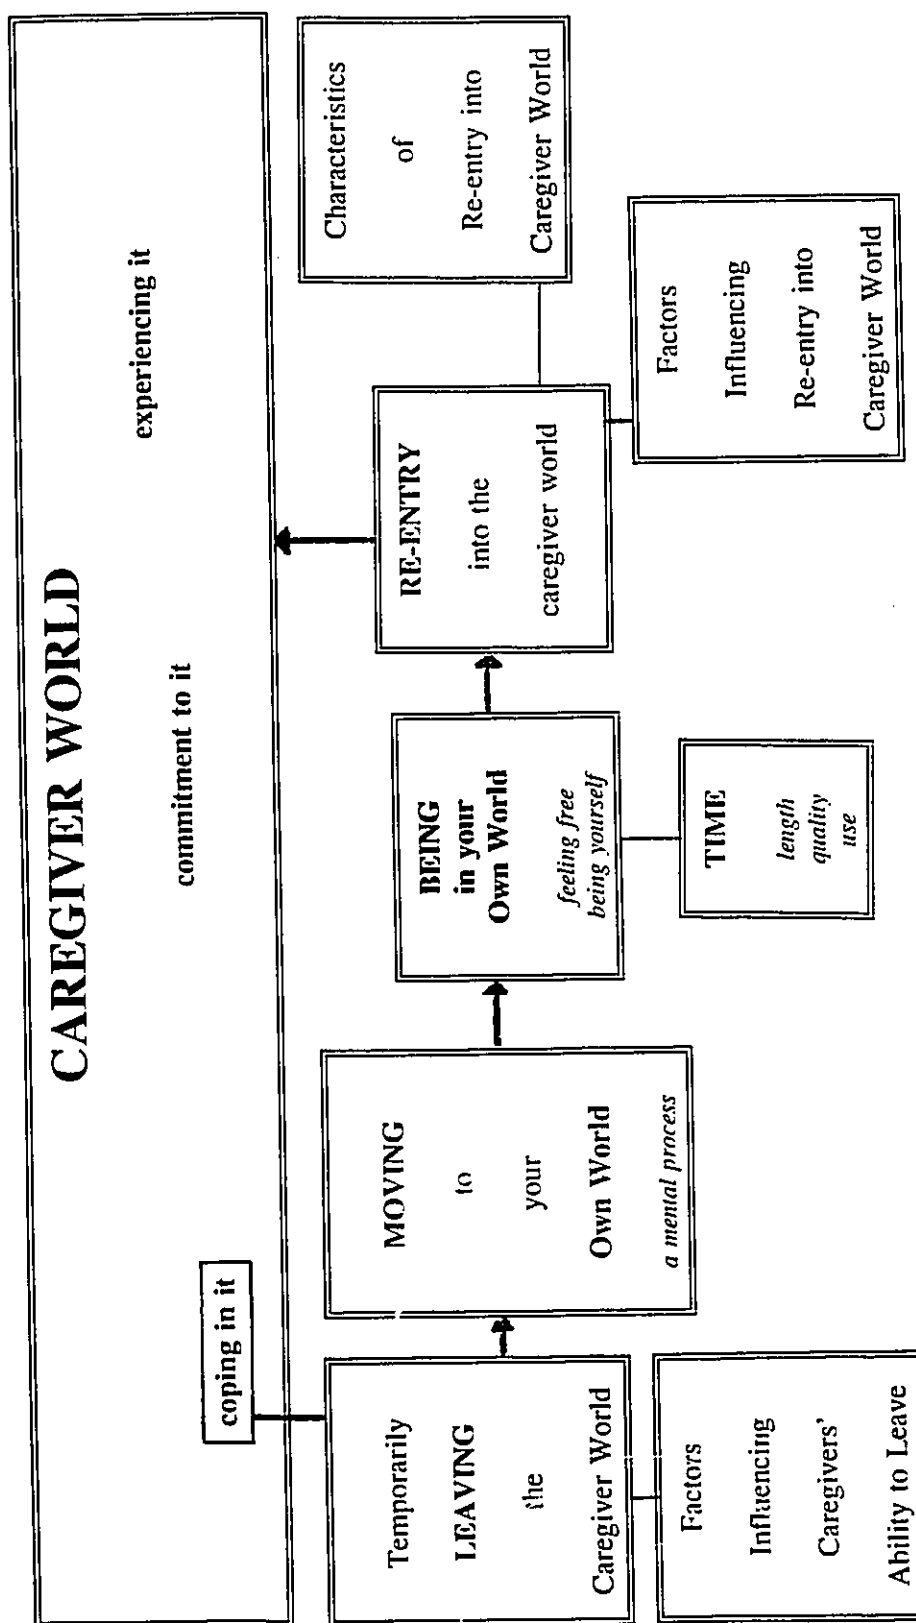 CAREGIVER WORLD
coping in it
commitment to it
experiencing it
Temporarily
LEAVING
the
Caregiver World
Factors
Influencing
Caregivers'
Ability to Leave
MOVING
to
your
Own World
a mental process
BEING
in your
Own World
feeling free
being yourself
TIME
length
quality
use
RE-ENTRY
into the
caregiver world
Characteristics
of
Re-entry into
Caregiver World
Factors
Influencing
Re-entry into
Caregiver World